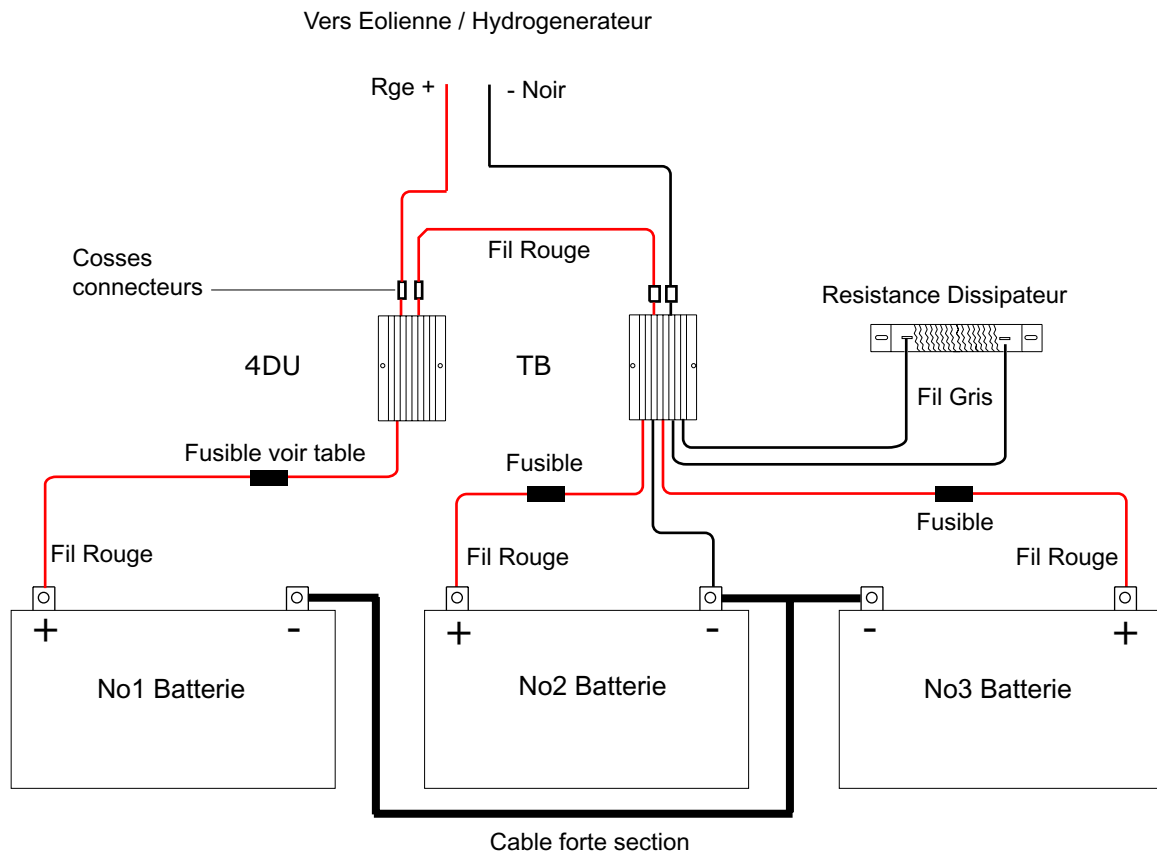 Vers Eolienne / Hydrogenerateur
Rge +
- Noir
Cosses
connecteurs
Fil Rouge
Resistance Dissipateur
4DU
TB
Fil Gris
Fusible voir table
Fusible
Fusible
Fil Rouge
Fil Rouge
Fil Rouge
+
-
+
-
-
+
No1 Batterie
No2 Batterie
No3 Batterie
Cable forte section